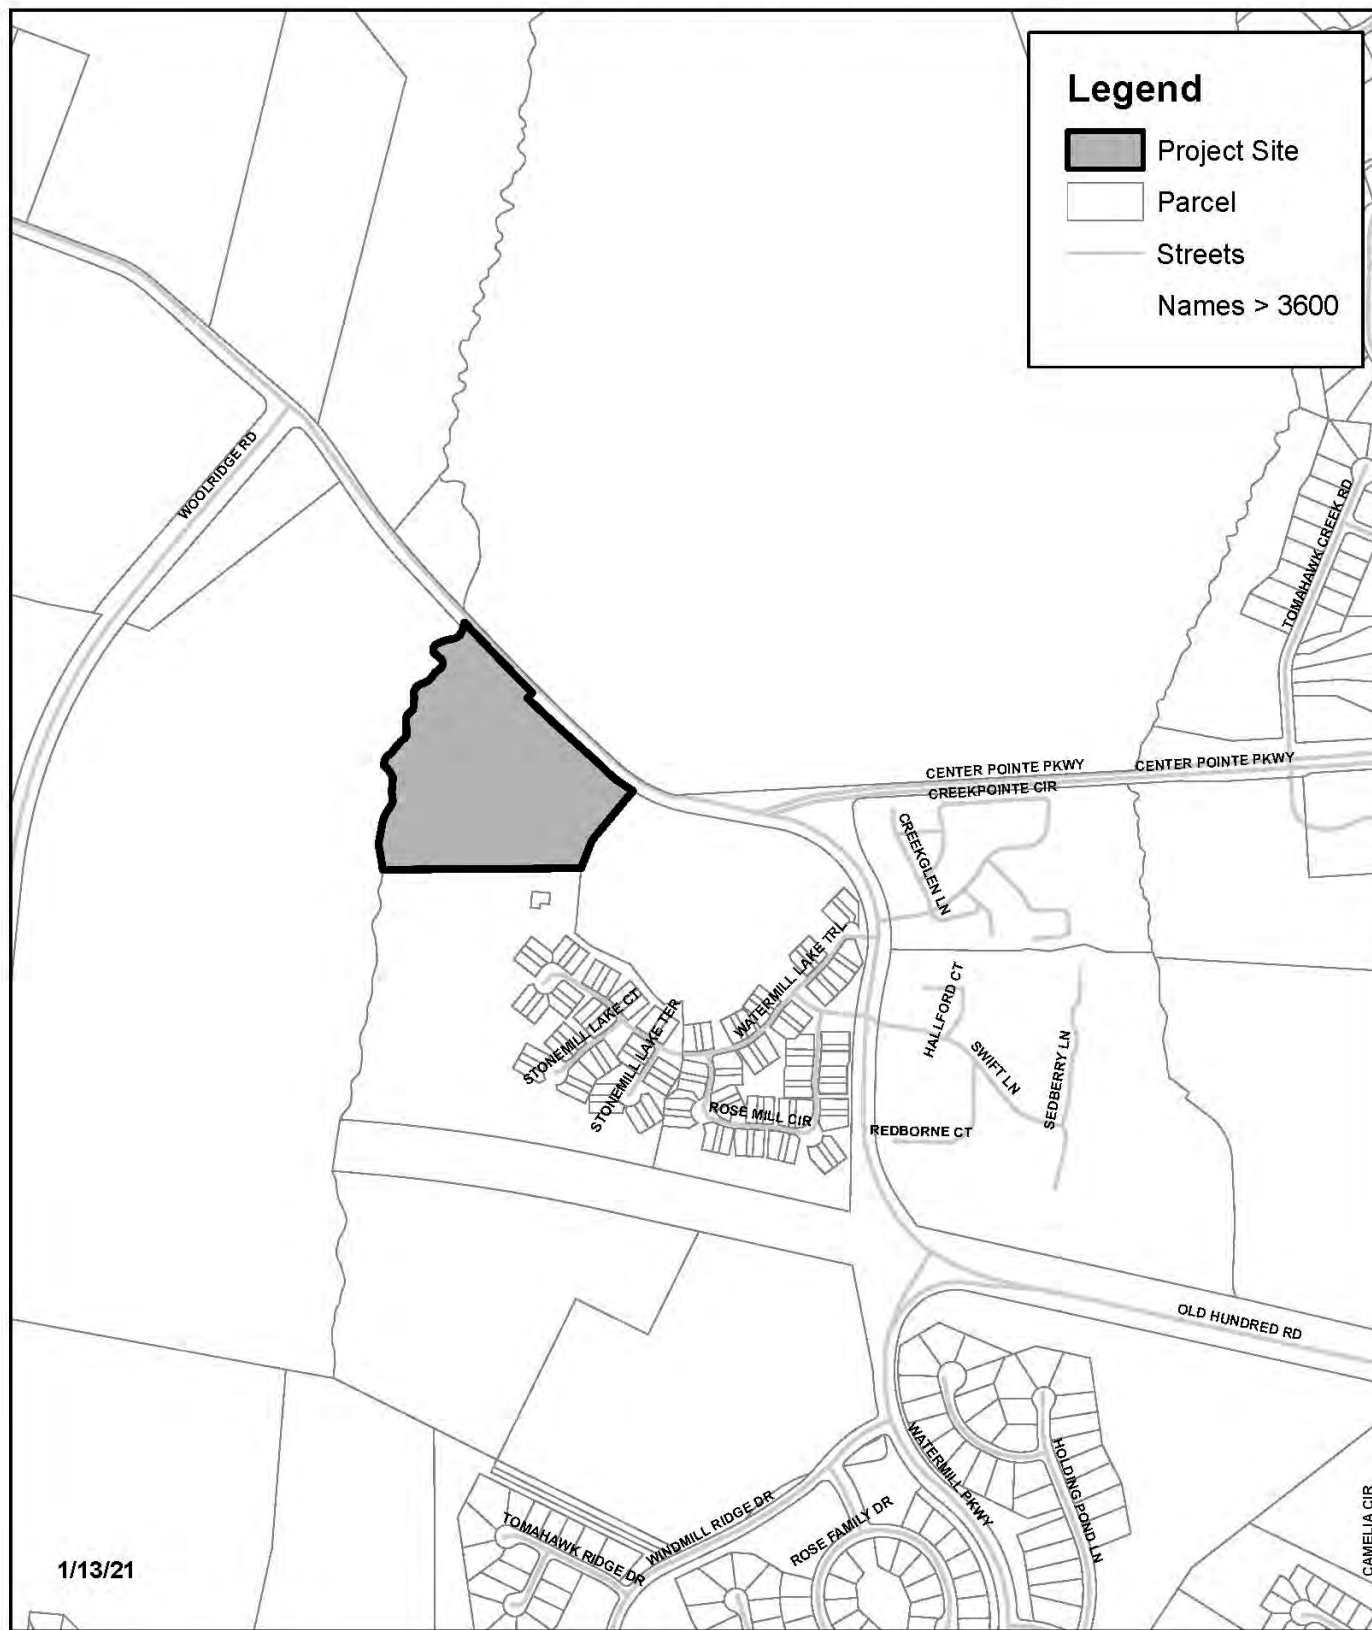 Legend
Project Site
Parcel
Streets
Names > 3600
WOOLRIDGE RD
TOMAHAWK CREEK RD
CENTER POINTE PKWY
CENTER POINTE PKWY
CREEKPOINTE CIR
CREEKGLEN LN
WATERMILL LAKE TRL
HALLFORD CT
STONEMILL LAKE CT
STONEMILL LAKE TER
SWIFT LN
SEDBERRY LN
ROSE MILL CIR
REDBORNE CT
OLD HUNDRED RD
WATERMILL PKWY
HOLDING POND LN
WINDMILL RIDGE DR
ROSE FAMILY DR
TOMAHAWK RIDGE DR
CAMELIA CIR
1/13/21